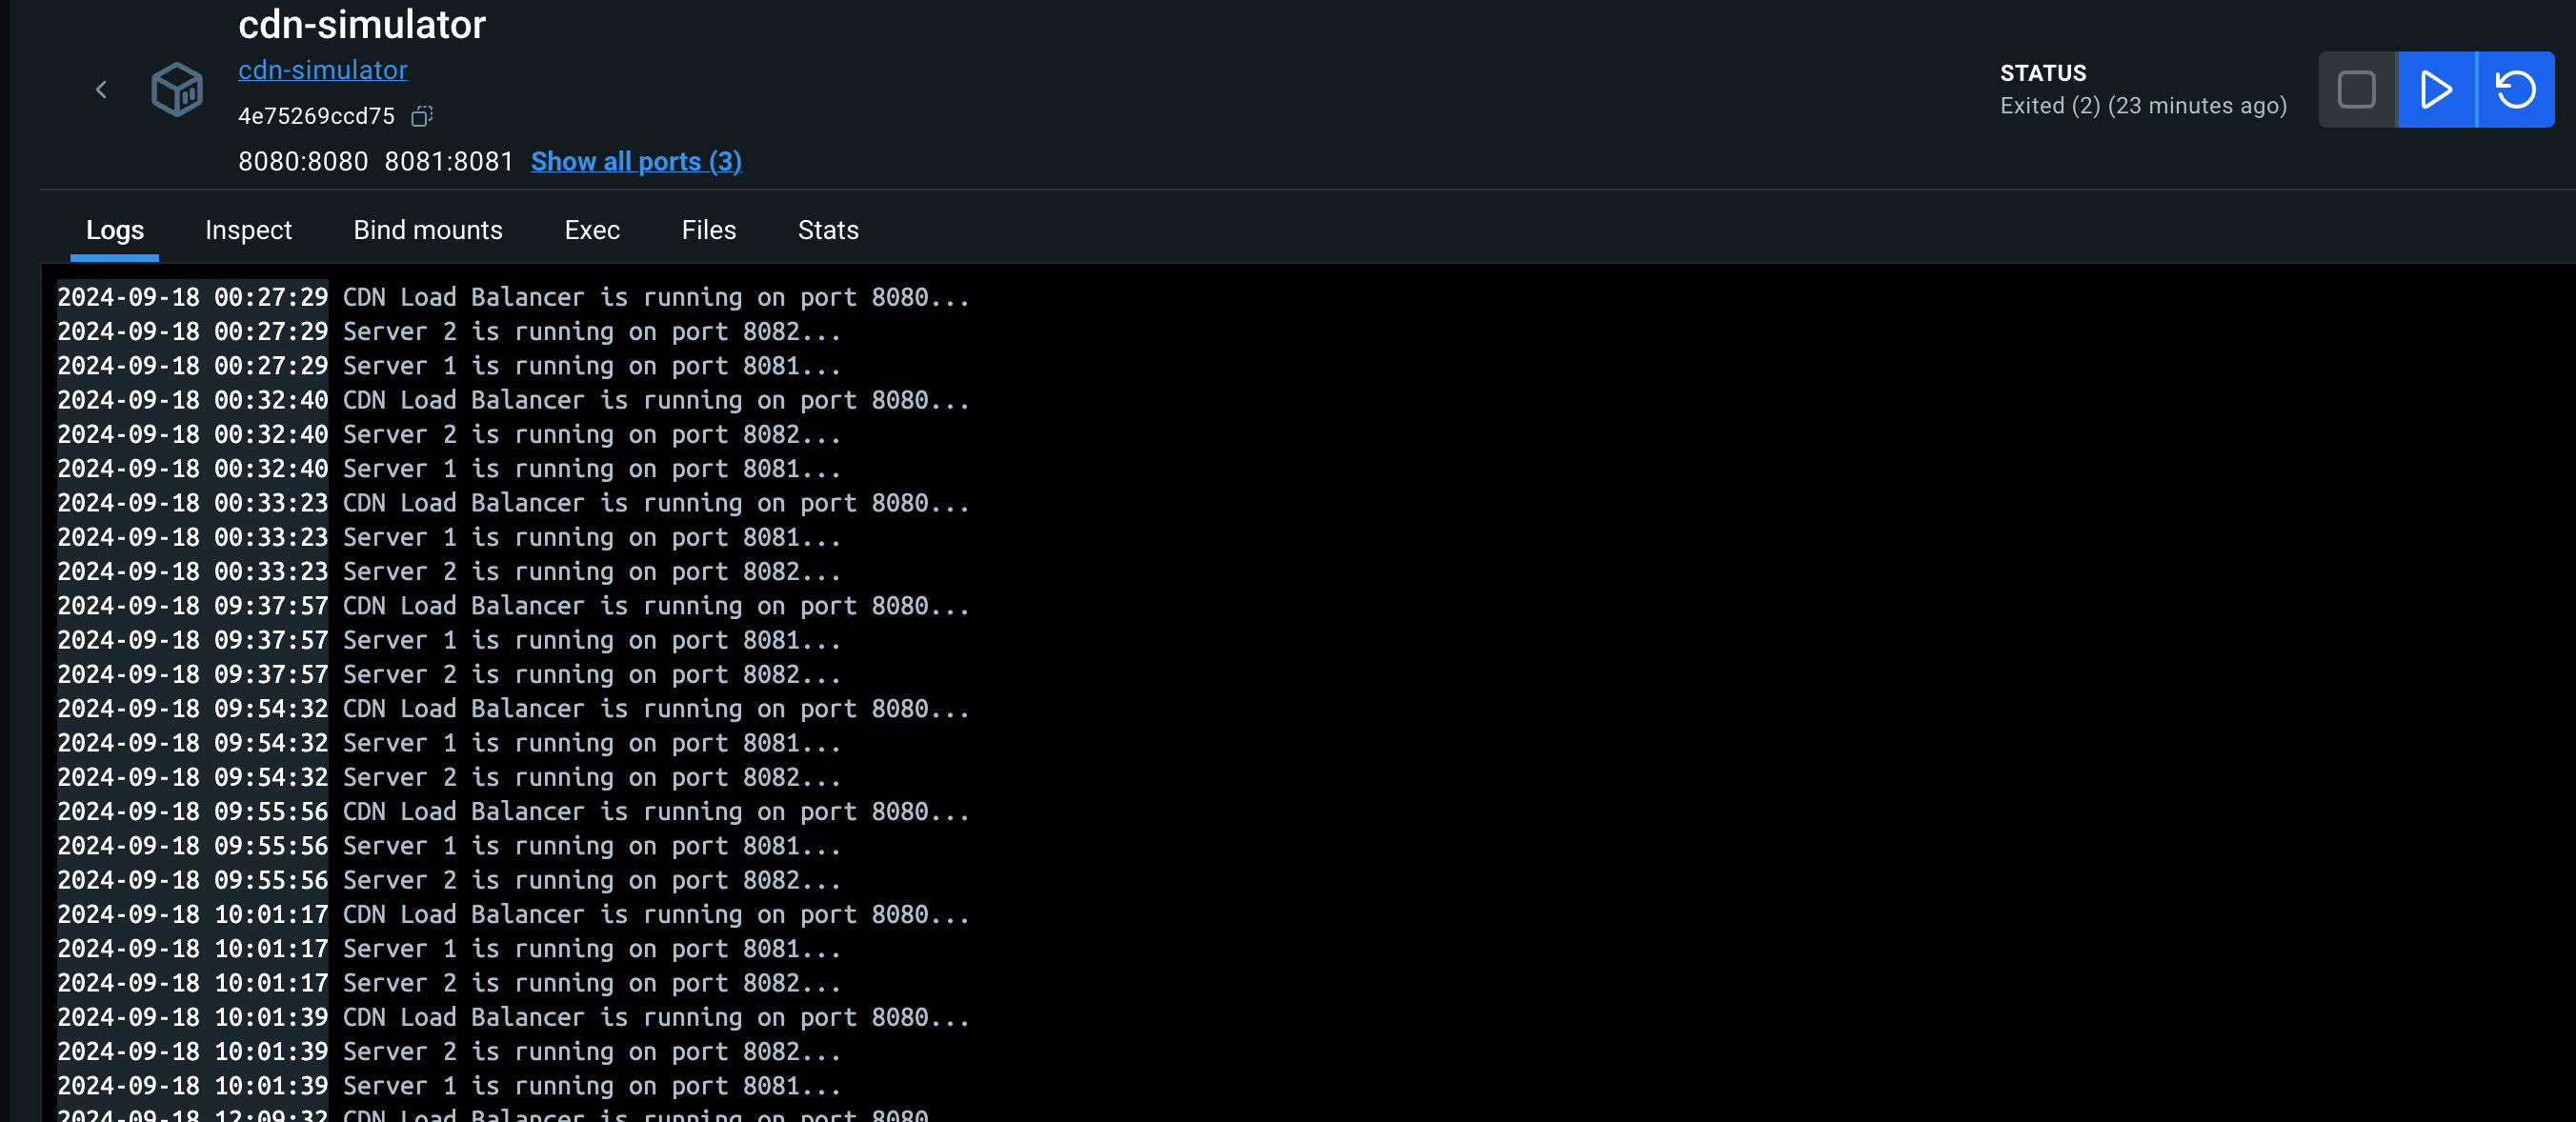 cdn-simulator
cdn-simulator
4e75269ccd75
8080:8080 8081:8081 Show all ports (3)
STATUS
Exited (2) (23 minutes ago)
Logs Inspect Bind mounts Exec Files Stats
2024-09-18 00:27:29 CDN Load Balancer is running on port 8080...
2024-09-18 00:27:29 Server 2 is running on port 8082...
2024-09-18 00:27:29 Server 1 is running on port 8081...
2024-09-18 00:32:40 CDN Load Balancer is running on port 8080...
2024-09-18 00:32:40 Server 2 is running on port 8082...
2024-09-18 00:32:40 Server 1 is running on port 8081...
2024-09-18 00:33:23 CDN Load Balancer is running on port 8080...
2024-09-18 00:33:23 Server 1 is running on port 8081...
2024-09-18 00:33:23 Server 2 is running on port 8082...
2024-09-18 09:37:57 CDN Load Balancer is running on port 8080...
2024-09-18 09:37:57 Server 1 is running on port 8081...
2024-09-18 09:37:57 Server 2 is running on port 8082...
2024-09-18 09:54:32 CDN Load Balancer is running on port 8080...
2024-09-18 09:54:32 Server 1 is running on port 8081...
2024-09-18 09:54:32 Server 2 is running on port 8082...
2024-09-18 09:55:56 CDN Load Balancer is running on port 8080...
2024-09-18 09:55:56 Server 1 is running on port 8081...
2024-09-18 09:55:56 Server 2 is running on port 8082...
2024-09-18 10:01:17 CDN Load Balancer is running on port 8080...
2024-09-18 10:01:17 Server 1 is running on port 8081...
2024-09-18 10:01:17 Server 2 is running on port 8082...
2024-09-18 10:01:39 CDN Load Balancer is running on port 8080...
2024-09-18 10:01:39 Server 2 is running on port 8082...
2024-09-18 10:01:39 Server 1 is running on port 8081...
2024-09-18 12:09:32 CDN Load Balancer is running on port 8080